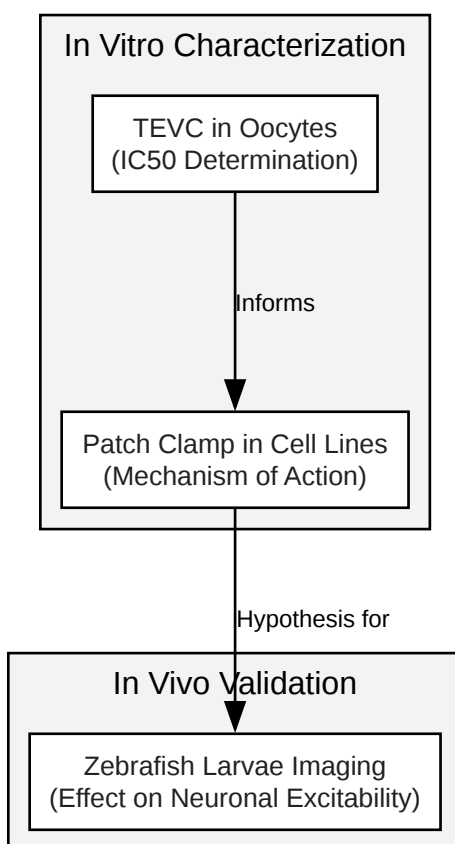 In Vitro Characterization
TEVC in Oocytes
(IC50 Determination)
Informs
Patch Clamp in Cell Lines
(Mechanism of Action)
Hypothesis for
In Vivo Validation
Zebrafish Larvae Imaging
(Effect on Neuronal Excitability)